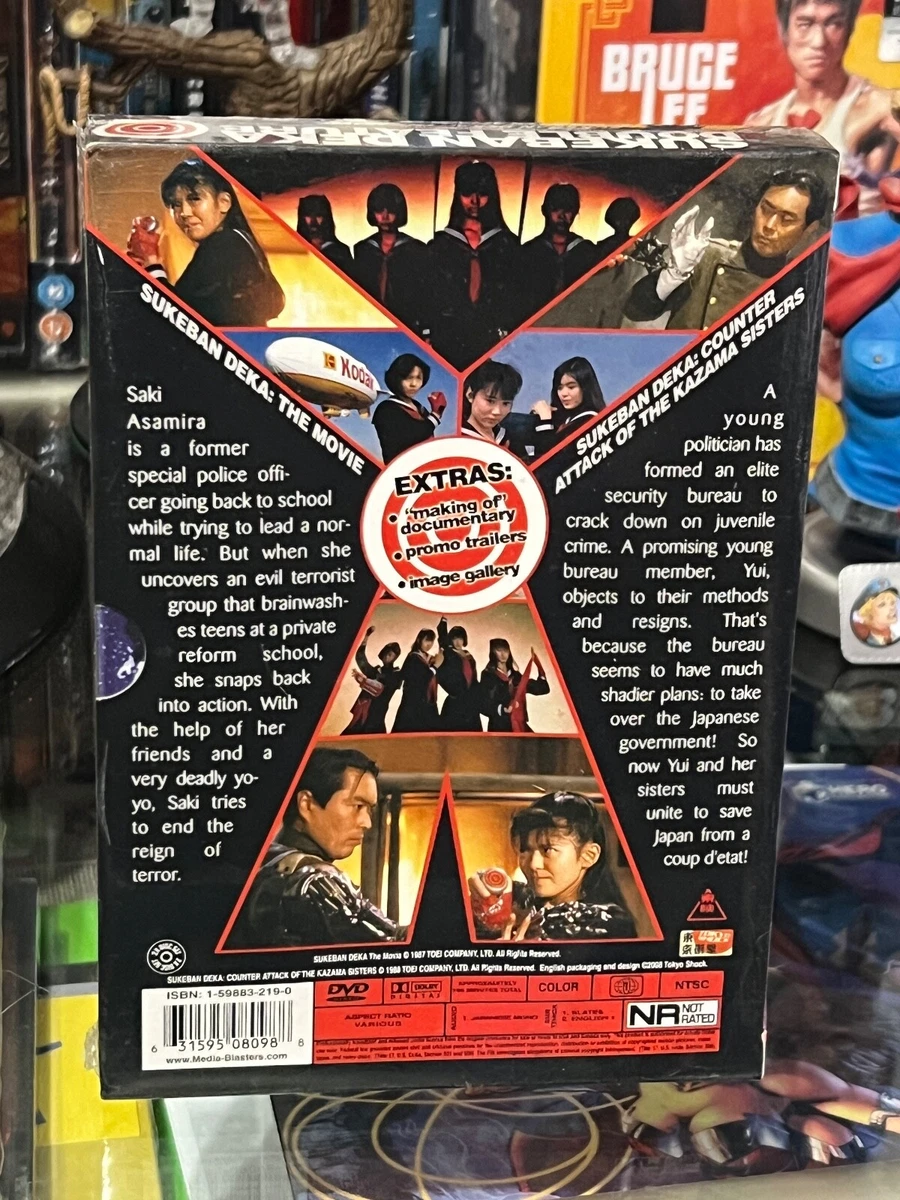 BRUCE
LEE
SUKEBAN DEKA
SUKEBAN DEKA: THE MOVIE
SUKEBAN DEKA: COUNTER
ATTACK OF THE KAZAMA SISTERS
Kodak
Saki
Asamira
is a former
special police offi-
cer going back to school
while trying to lead a nor-
mal life. But when she
uncovers an evil terrorist
group that brainwash-
es teens at a private
reform school,
she snaps back
into action. With
the help of her
friends and a
very deadly yo-
yo, Saki tries
to end the
reign of
terror.
EXTRAS:
• "making of"
documentary
• promo trailers
• image gallery
A
young
politician has
formed an elite
security bureau to
crack down on juvenile
crime. A promising young
bureau member, Yui,
objects to their methods
and resigns. That's
because the bureau
seems to have much
shadier plans: to take
over the Japanese
government! So
now Yui and her
sisters must
unite to save
Japan from a
coup d'etat!
SUKEBAN DEKA The Movie © 1987 TOEI COMPANY, LTD. All Rights Reserved.
SUKEBAN DEKA: COUNTER ATTACK OF THE KAZAMA SISTERS © 1988 TOEI COMPANY, LTD. All Rights Reserved. English packaging and design ©2008 Tokyo Shock.
ISBN: 1-59883-219-0
6 31595 08098 8
www.Media-Blasters.com
DVD
DOLBY
DIGITAL
COLOR
NTSC
ASPECT RATIO
VARIOUS
AUDIO
NR NOT
RATED